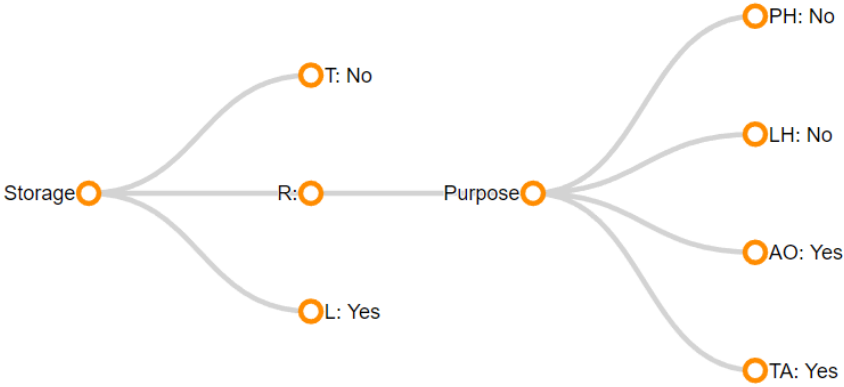 PH: No
T: No
LH: No
Storage
R:
Purpose
AO: Yes
L: Yes
TA: Yes